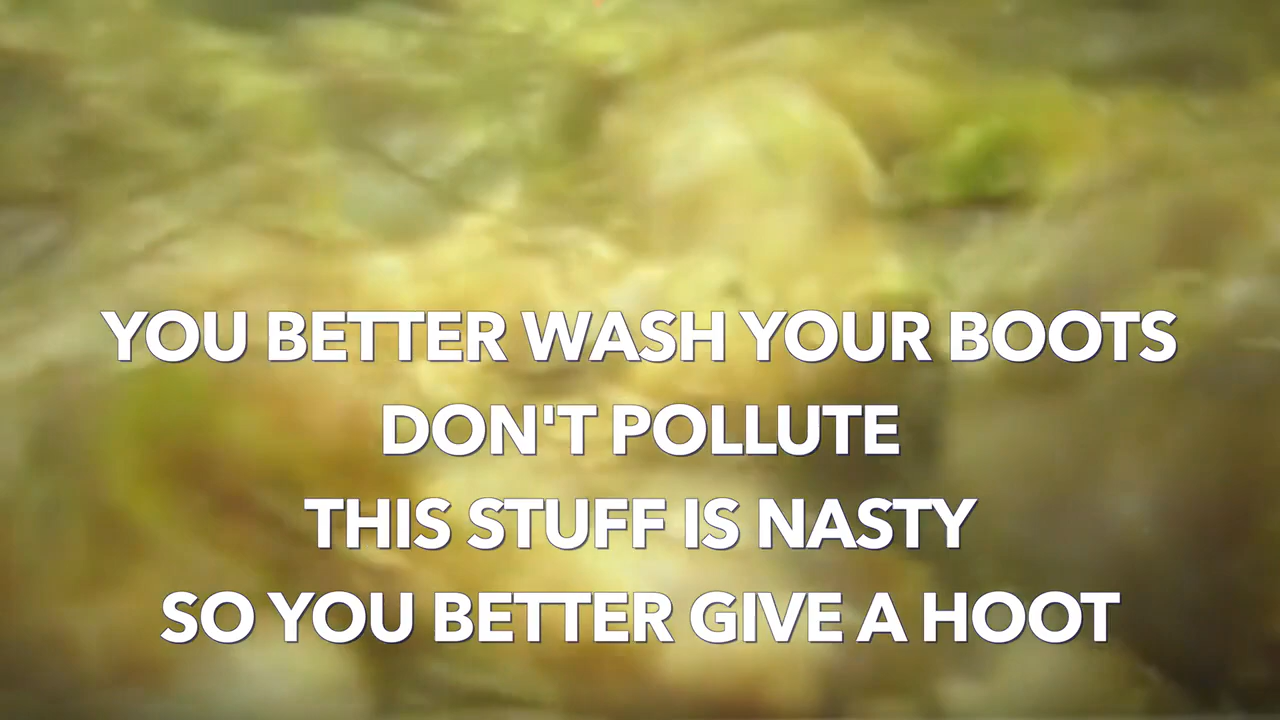 YOU BETTER WASH YOUR BOOTS
DON'T POLLUTE
THIS STUFF IS NASTY
SO YOU BETTER GIVE A HOOT